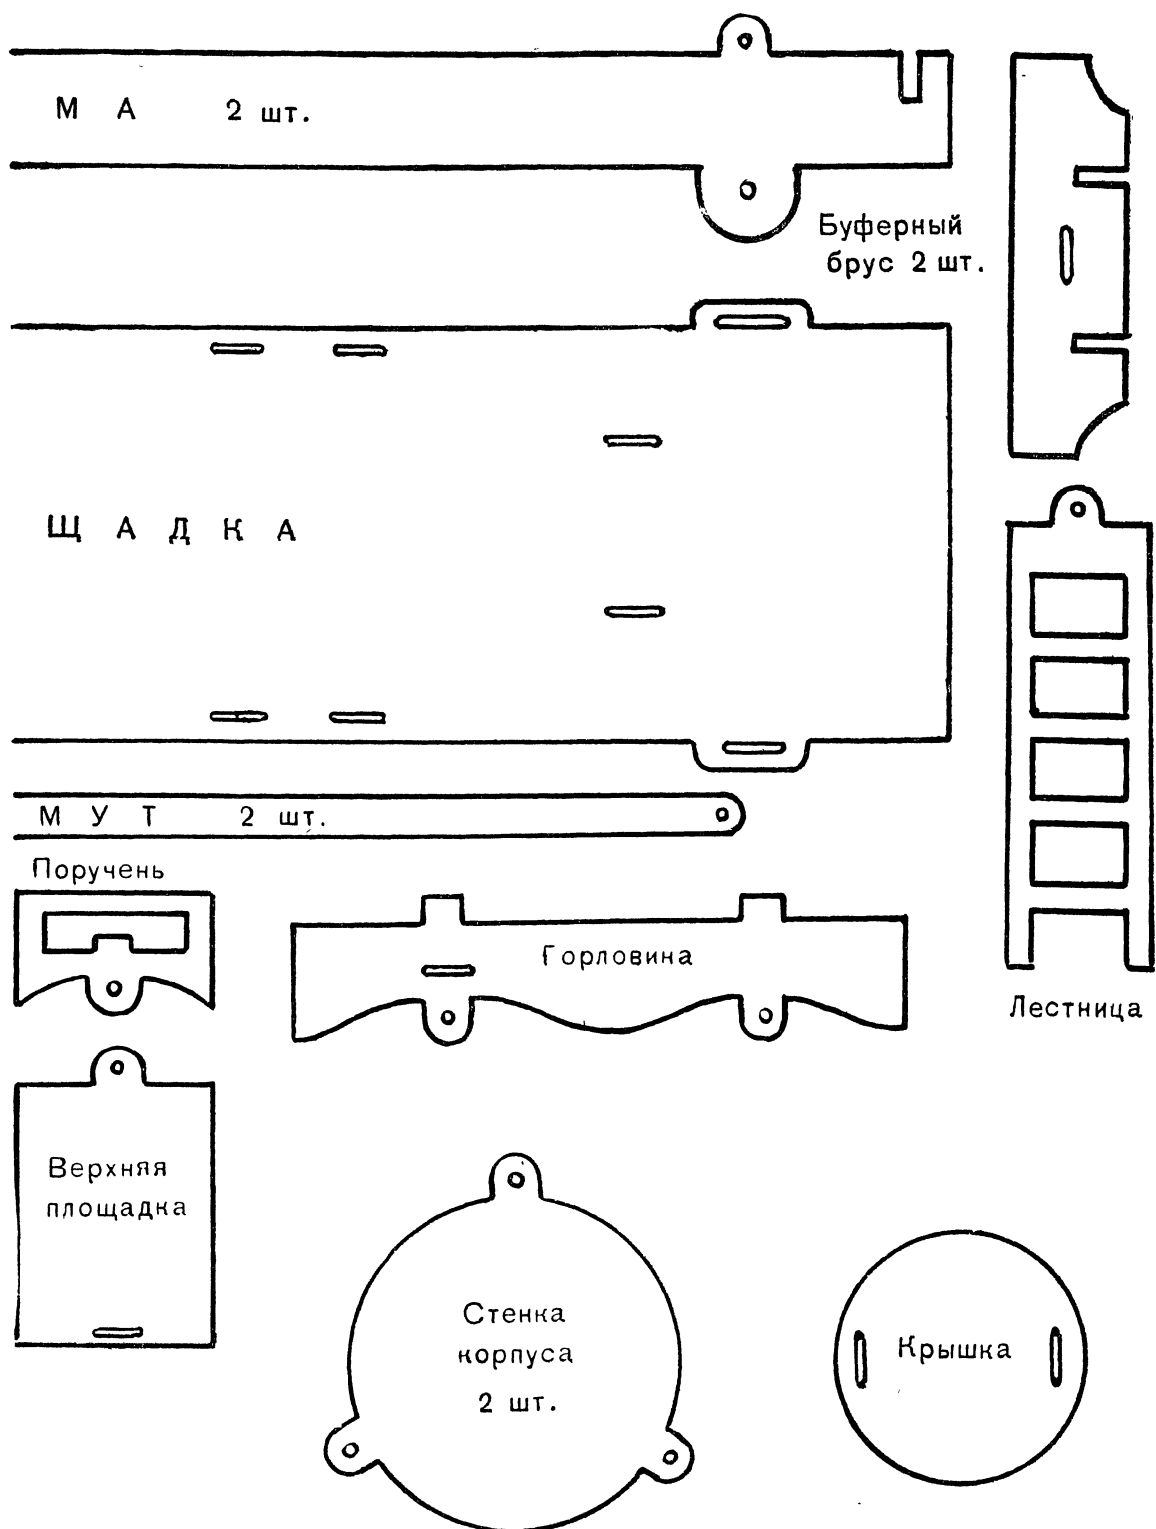 М А 2 шт.
Буферный
брус 2 шт.
Щ А Д К А
М У Т 2 шт.
Поручень
Горловина
Лестница
Верхняя
площадка
Стенка
корпуса
2 шт.
Крышка